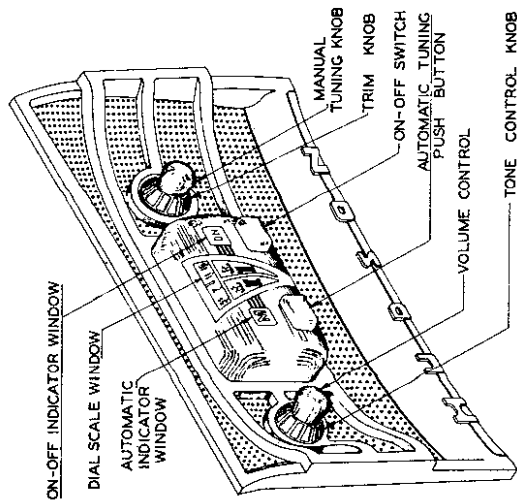 ON-OFF INDICATOR WINDOW
DIAL SCALE WINDOW
AUTOMATIC
INDICATOR
WINDOW
ON
HUDSON
MANUAL
TUNING KNOB
TRIM KNOB
ON-OFF SWITCH
AUTOMATIC TUNING
PUSH BUTTON
VOLUME CONTROL
TONE CONTROL KNOB